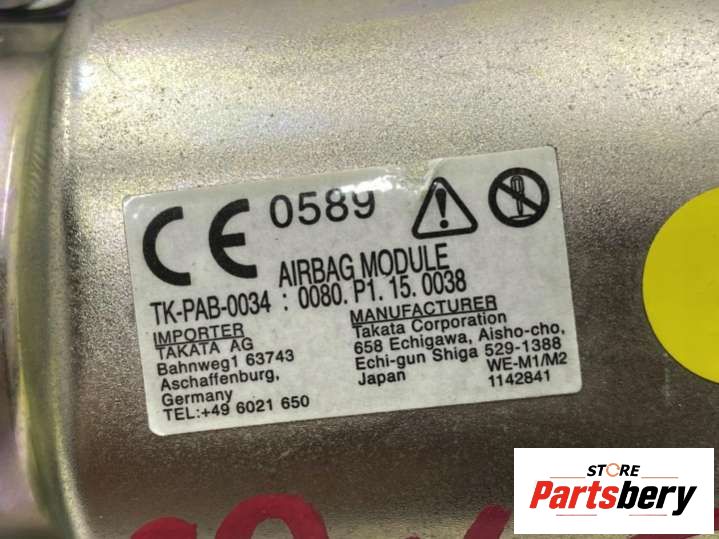 CE 0589
AIRBAG MODULE
TK-PAB-0034 : 0080. P1. 15. 0038
IMPORTER
TAKATA AG
Bahnweg1 63743
Aschaffenburg,
Germany
TEL:+49 6021 650
MANUFACTURER
Takata Corporation
658 Echigawa, Aisho-cho,
Echi-gun Shiga 529-1388
Japan
WE-M1/M2
1142841
STORE
Partsbery